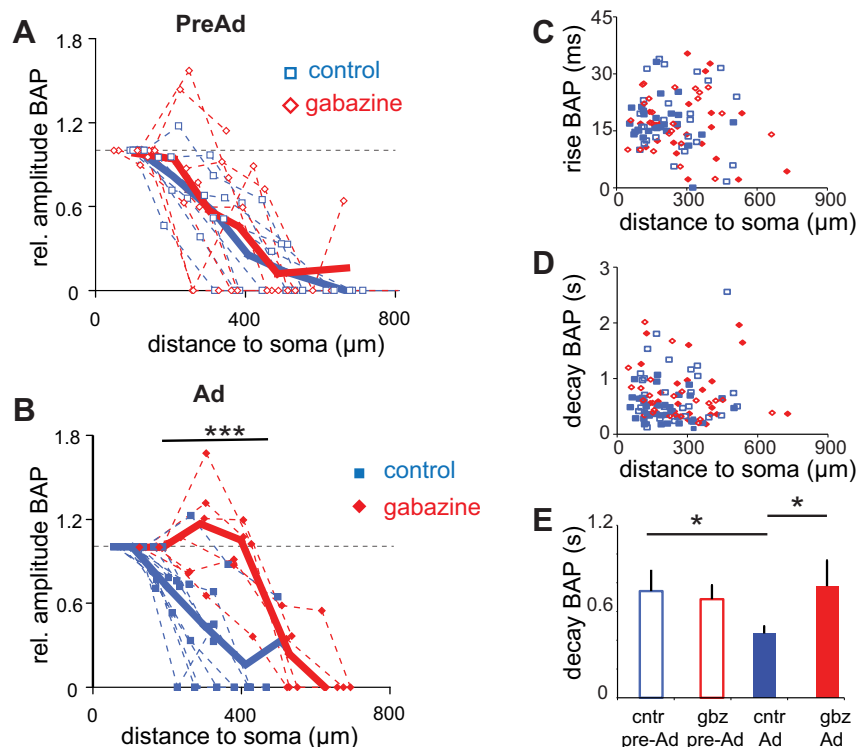 A
PreAd
rel. amplitude BAP
1.8
1.2
0.6
0
control
gabazine
0
400
800
distance to soma (µm)
B
Ad
***
rel. amplitude BAP
1.8
1.2
0.6
0
control
gabazine
0
400
800
distance to soma (µm)
C
rise BAP (ms)
45
30
15
0
0
300
600
900
distance to soma (µm)
D
decay BAP (s)
3
2
1
0
0
300
600
900
distance to soma (µm)
E
decay BAP (s)
1.2
0.6
0
*
*
cntr
pre-Ad
gbz
pre-Ad
cntr
Ad
gbz
Ad